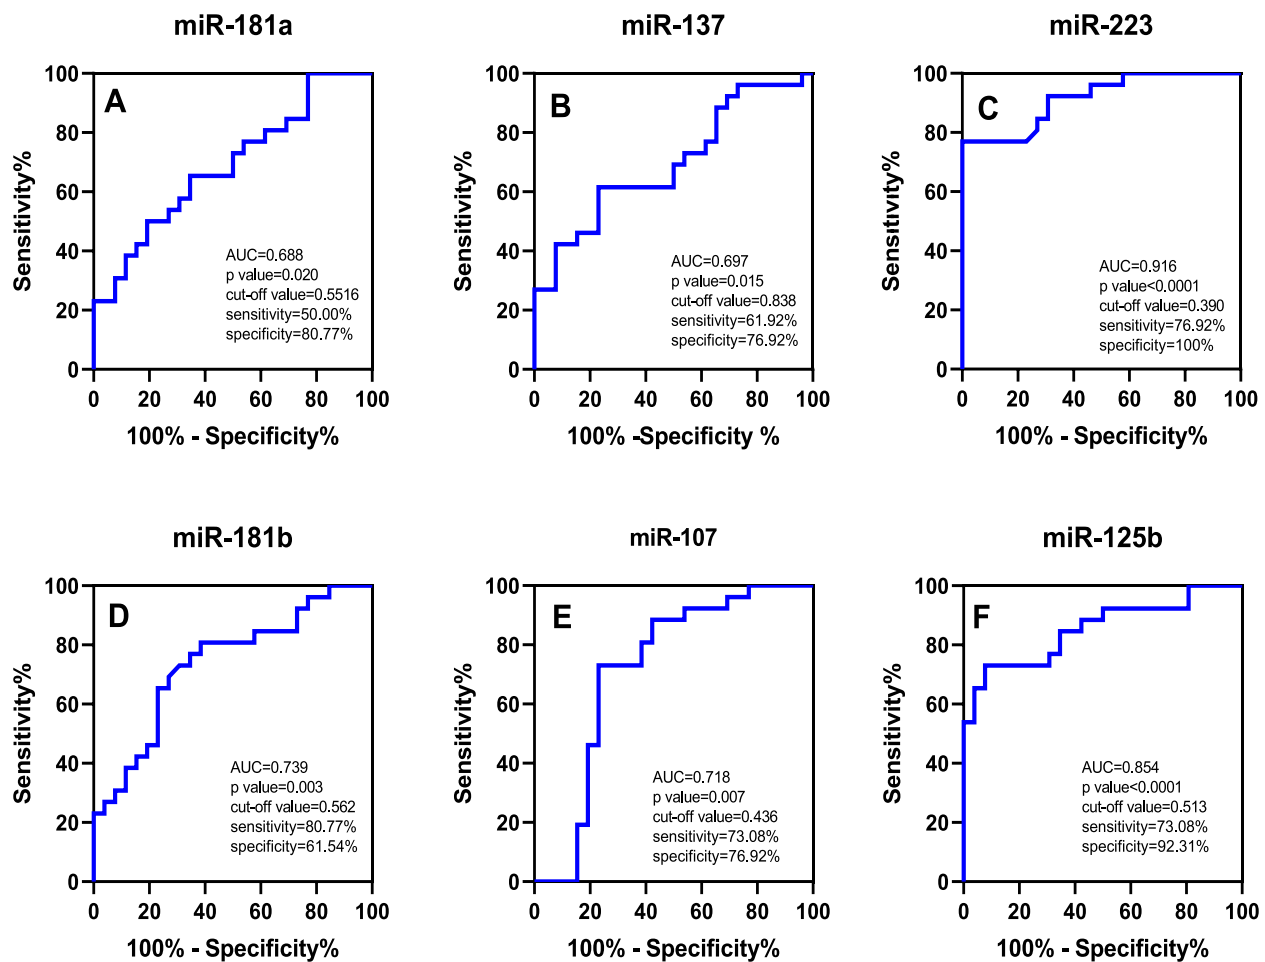 miR-181a
A
Sensitivity%
100
80
60
40
20
0
AUC=0.688
p value=0.020
cut-off value=0.5516
sensitivity=50.00%
specificity=80.77%
0 20 40 60 80 100
100% - Specificity%
miR-137
B
Sensitivity%
100
80
60
40
20
0
AUC=0.697
p value=0.015
cut-off value=0.838
sensitivity=61.92%
specificity=76.92%
0 20 40 60 80 100
100% -Specificity %
miR-223
C
Sensitivity%
100
80
60
40
20
0
AUC=0.916
p value<0.0001
cut-off value=0.390
sensitivity=76.92%
specificity=100%
0 20 40 60 80 100
100% - Specificity%
miR-181b
D
Sensitivity%
100
80
60
40
20
0
AUC=0.739
p value=0.003
cut-off value=0.562
sensitivity=80.77%
specificity=61.54%
0 20 40 60 80 100
100% - Specificity%
miR-107
E
Sensitivity%
100
80
60
40
20
0
AUC=0.718
p value=0.007
cut-off value=0.436
sensitivity=73.08%
specificity=76.92%
0 20 40 60 80 100
100% - Specificity%
miR-125b
F
Sensitivity%
100
80
60
40
20
0
AUC=0.854
p value<0.0001
cut-off value=0.513
sensitivity=73.08%
specificity=92.31%
0 20 40 60 80 100
100% - Specificity%